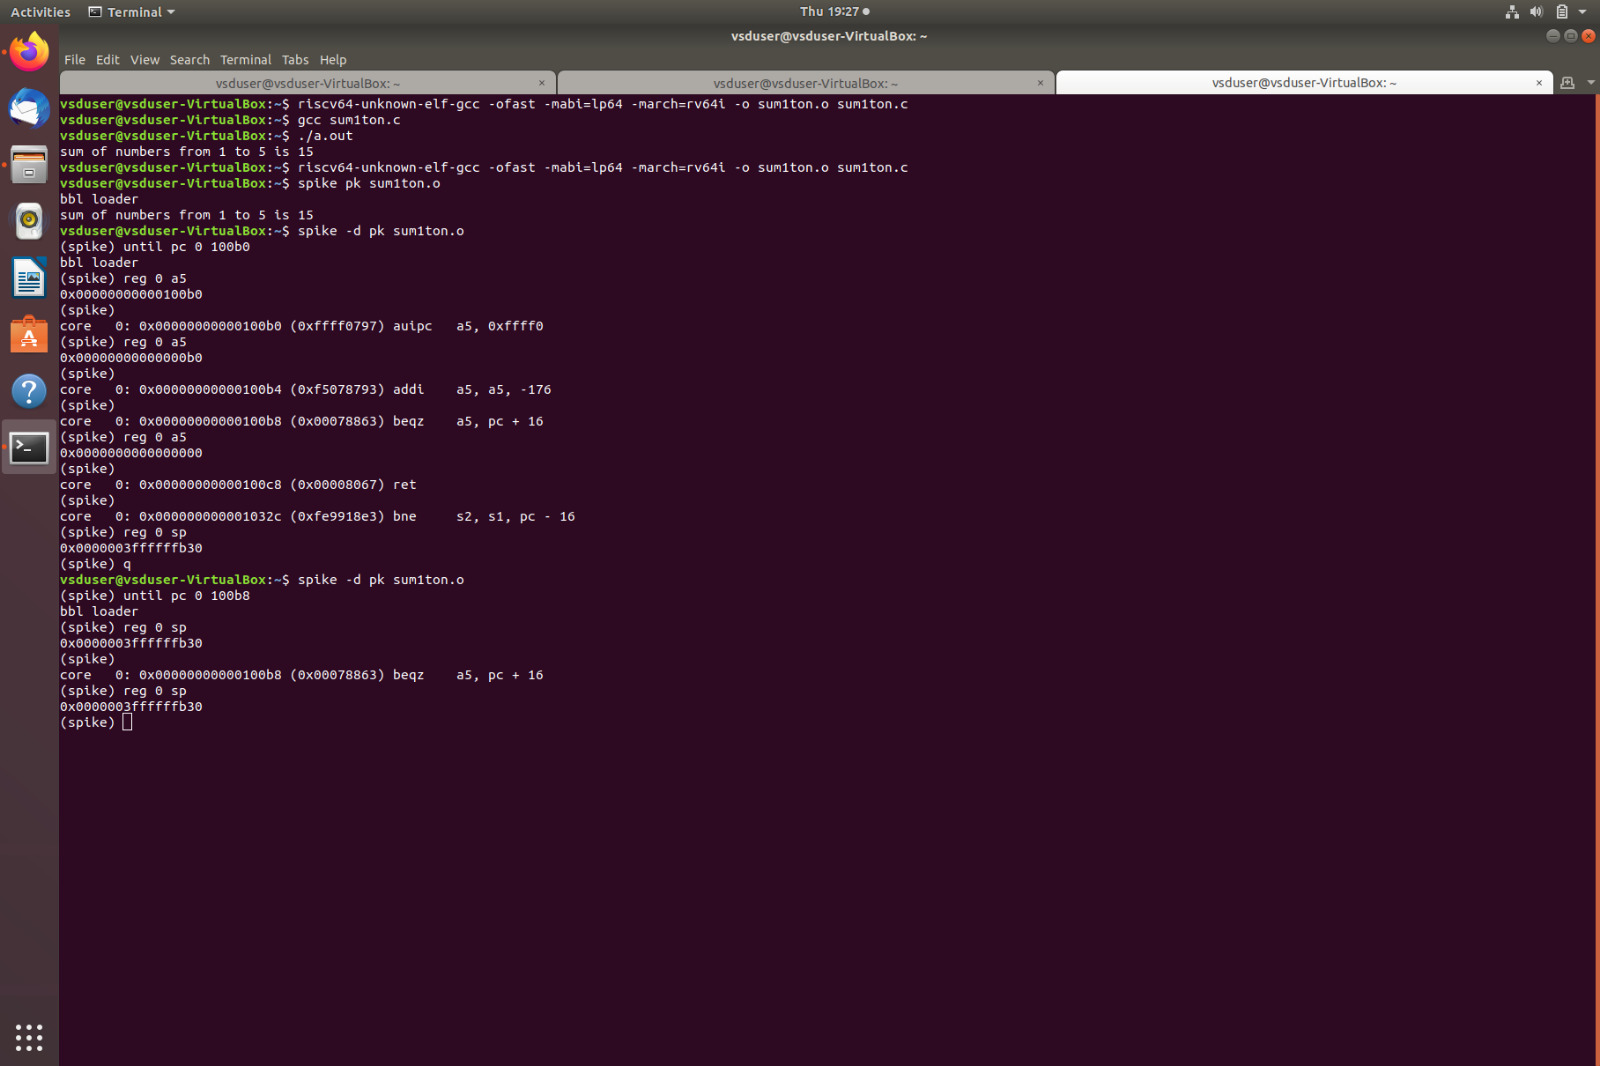 Activities Terminal Thu 19:27
vsduser@vsduser-VirtualBox: ~
File Edit View Search Terminal Tabs Help
vsduser@vsduser-VirtualBox: ~ × vsduser@vsduser-VirtualBox: ~ × vsduser@vsduser-VirtualBox: ~ ×
vsduser@vsduser-VirtualBox:~$ riscv64-unknown-elf-gcc -ofast -mabi=lp64 -march=rv64i -o sum1ton.o sum1ton.c
vsduser@vsduser-VirtualBox:~$ gcc sum1ton.c
vsduser@vsduser-VirtualBox:~$ ./a.out
sum of numbers from 1 to 5 is 15
vsduser@vsduser-VirtualBox:~$ riscv64-unknown-elf-gcc -ofast -mabi=lp64 -march=rv64i -o sum1ton.o sum1ton.c
vsduser@vsduser-VirtualBox:~$ spike pk sum1ton.o
bbl loader
sum of numbers from 1 to 5 is 15
vsduser@vsduser-VirtualBox:~$ spike -d pk sum1ton.o
(spike) until pc 0 100b0
bbl loader
(spike) reg 0 a5
0x00000000000100b0
(spike)
core   0: 0x00000000000100b0 (0xffff0797) auipc   a5, 0xffff0
(spike) reg 0 a5
0x00000000000000b0
(spike)
core   0: 0x00000000000100b4 (0xf5078793) addi    a5, a5, -176
(spike)
core   0: 0x00000000000100b8 (0x00078863) beqz    a5, pc + 16
(spike) reg 0 a5
0x0000000000000000
(spike)
core   0: 0x00000000000100c8 (0x00008067) ret
(spike)
core   0: 0x000000000001032c (0xfe9918e3) bne     s2, s1, pc - 16
(spike) reg 0 sp
0x0000003ffffffb30
(spike) q
vsduser@vsduser-VirtualBox:~$ spike -d pk sum1ton.o
(spike) until pc 0 100b8
bbl loader
(spike) reg 0 sp
0x0000003ffffffb30
(spike)
core   0: 0x00000000000100b8 (0x00078863) beqz    a5, pc + 16
(spike) reg 0 sp
0x0000003ffffffb30
(spike)